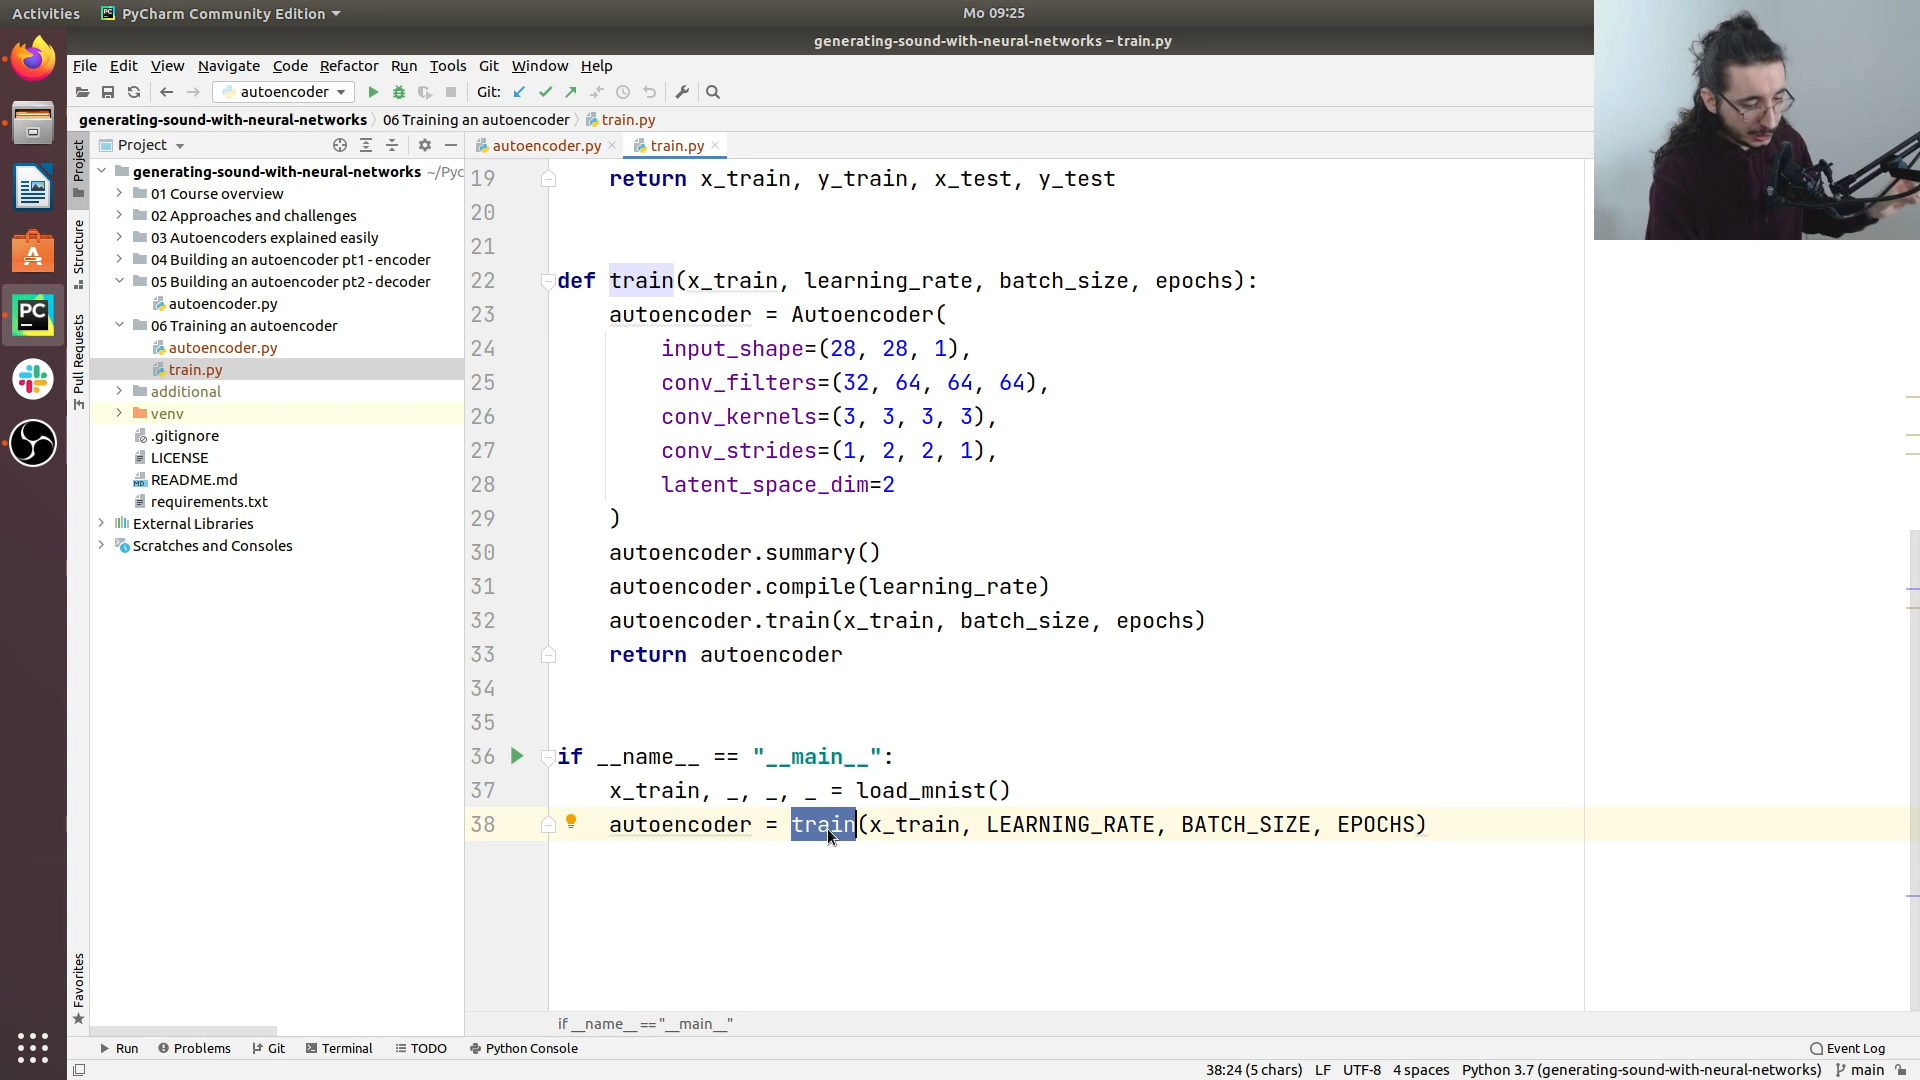 Activities
PyCharm Community Edition
Mo 09:25
generating-sound-with-neural-networks – train.py
File Edit View Navigate Code Refactor Run Tools Git Window Help
autoencoder
Git:
generating-sound-with-neural-networks 06 Training an autoencoder train.py
Project
autoencoder.py
train.py
Project
Structure
Pull Requests
Favorites
generating-sound-with-neural-networks ~/Pyc
01 Course overview
02 Approaches and challenges
03 Autoencoders explained easily
04 Building an autoencoder pt1 - encoder
05 Building an autoencoder pt2 - decoder
autoencoder.py
06 Training an autoencoder
autoencoder.py
train.py
additional
venv
.gitignore
LICENSE
README.md
requirements.txt
External Libraries
Scratches and Consoles
PC
19 return x_train, y_train, x_test, y_test
20
21
22 def train(x_train, learning_rate, batch_size, epochs):
23 autoencoder = Autoencoder(
24 input_shape=(28, 28, 1),
25 conv_filters=(32, 64, 64, 64),
26 conv_kernels=(3, 3, 3, 3),
27 conv_strides=(1, 2, 2, 1),
28 latent_space_dim=2
29 )
30 autoencoder.summary()
31 autoencoder.compile(learning_rate)
32 autoencoder.train(x_train, batch_size, epochs)
33 return autoencoder
34
35
36 if __name__ == "__main__":
37 x_train, _, _, _ = load_mnist()
38 autoencoder = train(x_train, LEARNING_RATE, BATCH_SIZE, EPOCHS)
if __name__ == "__main__"
Run Problems Git Terminal TODO Python Console
Event Log
38:24 (5 chars) LF UTF-8 4 spaces Python 3.7 (generating-sound-with-neural-networks) main